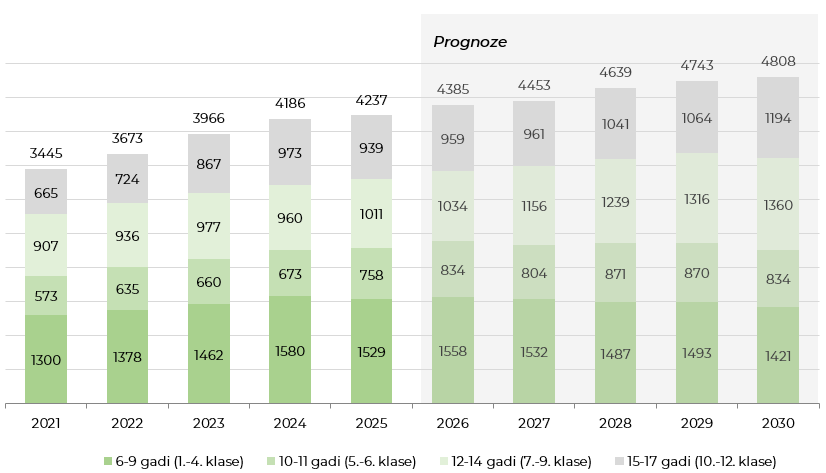 Prognoze
3445 3673 3966 4186 4237 4385 4453 4639 4743 4808
665 724 867 973 939 959 961 1041 1064 1194
907 936 977 960 1011 1034 1156 1239 1316 1360
573 635 660 673 758 834 804 871 870 834
1300 1378 1462 1580 1529 1558 1532 1487 1493 1421
2021 2022 2023 2024 2025 2026 2027 2028 2029 2030
6-9 gadi (1.-4. klase) 10-11 gadi (5.-6. klase) 12-14 gadi (7.-9. klase) 15-17 gadi (10.-12. klase)